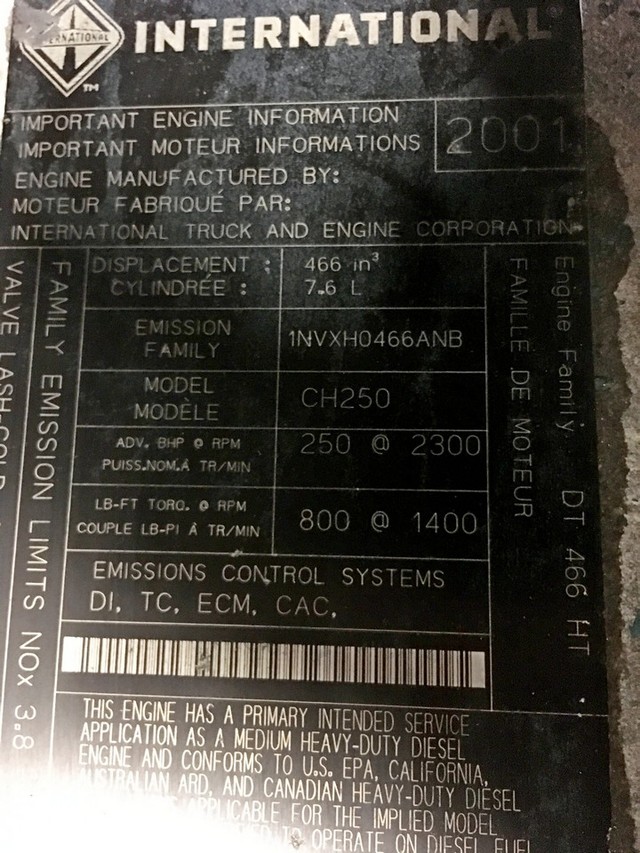 INTERNATIONAL
INTERNATIONAL®
TM
IMPORTANT ENGINE INFORMATION
IMPORTANT MOTEUR INFORMATIONS
2001
ENGINE MANUFACTURED BY:
MOTEUR FABRIQUÉ PAR:
INTERNATIONAL TRUCK AND ENGINE CORPORATION
DISPLACEMENT : 466 in³
CYLINDRÉE : 7.6 L
EMISSION FAMILY 1NVXH0466ANB
MODEL
MODÈLE CH250
ADV. BHP @ RPM 250 @ 2300
PUISS.NOM.À TR/MIN
LB-FT TORQ. @ RPM
COUPLE LB-PI À TR/MIN 800 @ 1400
EMISSIONS CONTROL SYSTEMS
DI, TC, ECM, CAC,
VALVE LASH-COLD
FAMILY EMISSION LIMITS NOx 3.8
Engine Family DT 466 HT
FAMILLE DE MOTEUR
THIS ENGINE HAS A PRIMARY INTENDED SERVICE
APPLICATION AS A MEDIUM HEAVY-DUTY DIESEL
ENGINE AND CONFORMS TO U.S. EPA, CALIFORNIA,
AUSTRALIAN ARD, AND CANADIAN HEAVY-DUTY DIESEL
APPLICABLE FOR THE IMPLIED MODEL
TO OPERATE ON DIESEL FUEL